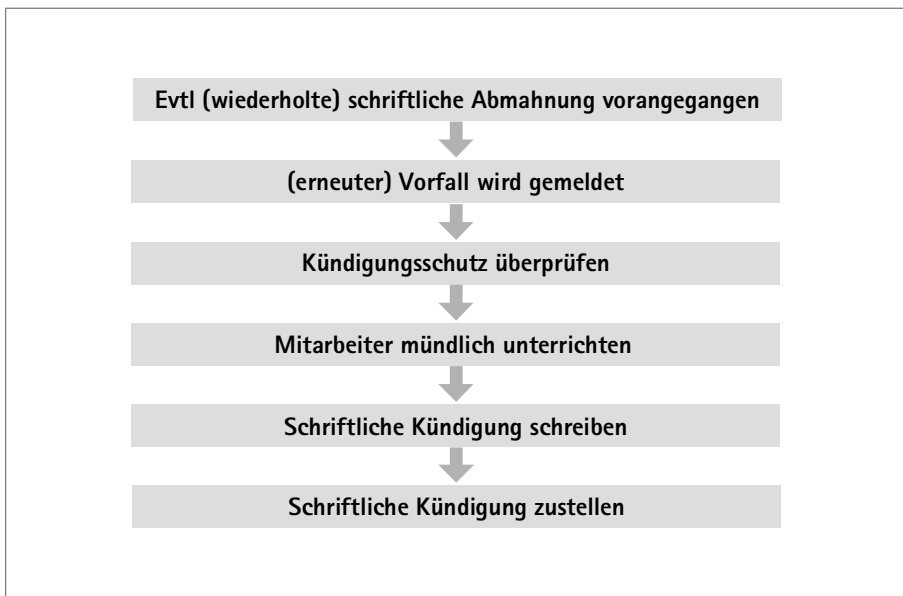 Evtl (wiederholte) schriftliche Abmahnung vorangegangen
(erneuter) Vorfall wird gemeldet
Kündigungsschutz überprüfen
Mitarbeiter mündlich unterrichten
Schriftliche Kündigung schreiben
Schriftliche Kündigung zustellen